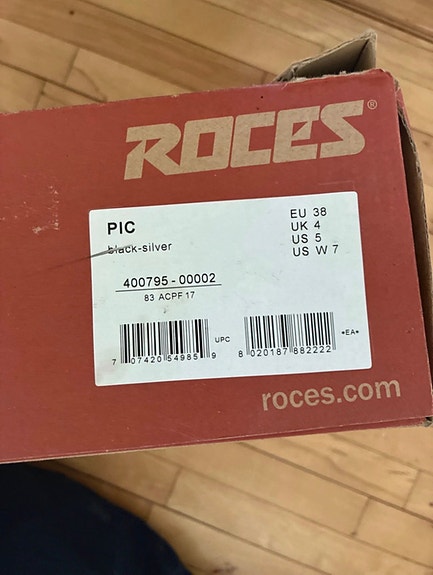 ROCES®
PIC
black-silver
EU 38
UK 4
US 5
US W 7
400795-00002
83 ACPF 17
7 07420 54985 9
UPC
8 020187 882222
*EA*
roces.com